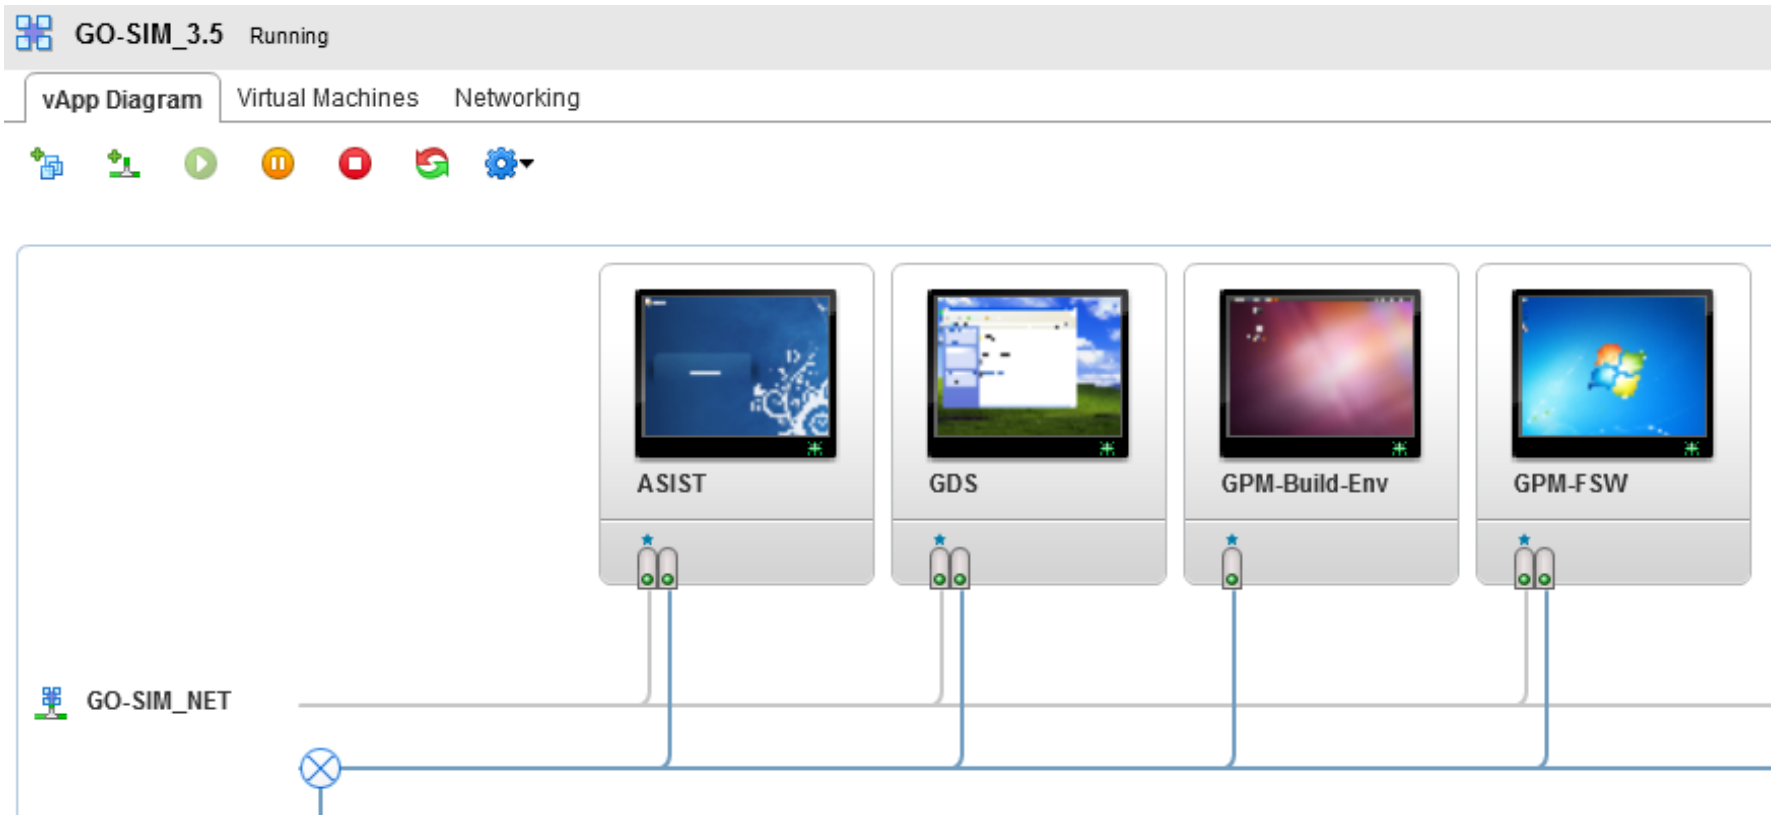 GO-SIM_3.5 Running
vApp Diagram Virtual Machines Networking
ASIST GDS GPM-Build-Env GPM-FSW
GO-SIM_NET